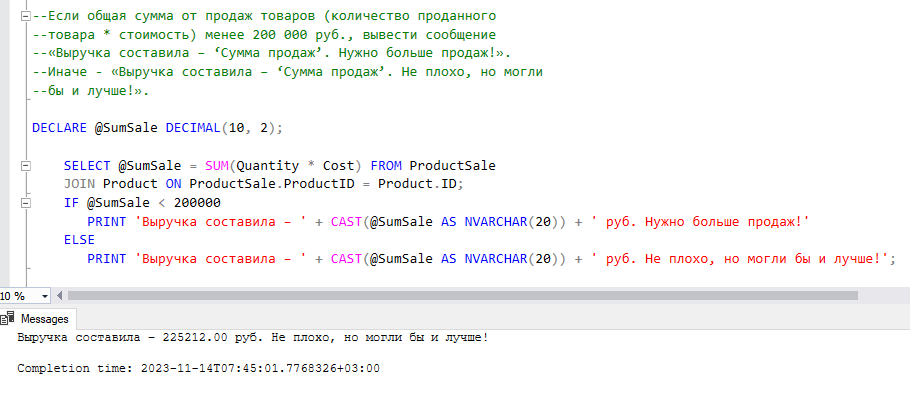 --Если общая сумма от продаж товаров (количество проданного
--товара * стоимость) менее 200 000 руб., вывести сообщение
--«Выручка составила – ‘Сумма продаж’. Нужно больше продаж!».
--Иначе - «Выручка составила – ‘Сумма продаж’. Не плохо, но могли
--бы и лучше!».
DECLARE @SumSale DECIMAL(10, 2);
SELECT @SumSale = SUM(Quantity * Cost) FROM ProductSale
JOIN Product ON ProductSale.ProductID = Product.ID;
IF @SumSale < 200000
PRINT 'Выручка составила – ' + CAST(@SumSale AS NVARCHAR(20)) + ' руб. Нужно больше продаж!'
ELSE
PRINT 'Выручка составила – ' + CAST(@SumSale AS NVARCHAR(20)) + ' руб. Не плохо, но могли бы и лучше!';
10 %
Messages
Выручка составила – 225212.00 руб. Не плохо, но могли бы и лучше!
Completion time: 2023-11-14T07:45:01.7768326+03:00